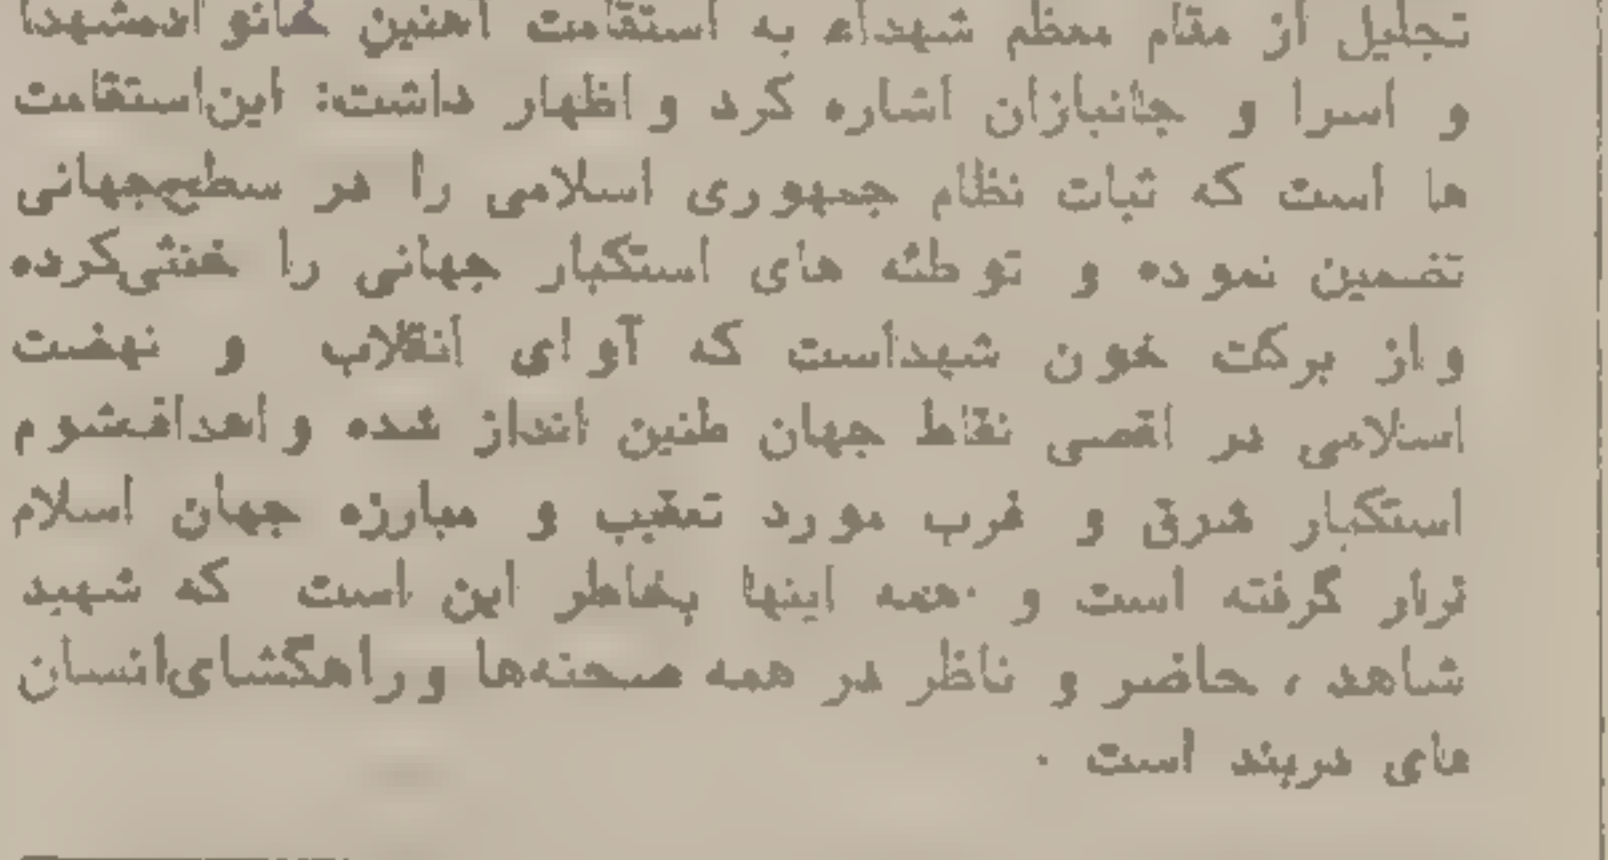 تجلیل از مقام معظم شهداء به استقامت آهنین خانواده‌شهدا
و اسرا و جانبازان اشاره کرد و اظهار داشت: این‌استقامت
ها است که ثبات نظام جمهوری اسلامی را در سطح‌جهانی
تضمین نموده و توطئه های استکبار جهانی را خنثی‌کرده
واز برکت خون شهداست که آوای انقلاب و نهضت
اسلامی در اقصی نقاط جهان طنین انداز شده و اهداف‌شوم
استکبار شرق و غرب مورد تعقیب و مبارزه جهان اسلام
قرار گرفته است و همه اینها بخاطر این است که شهید
شاهد ، حاضر و ناظر در همه صحنه‌ها وراهگشای‌انسان
های دربند است .